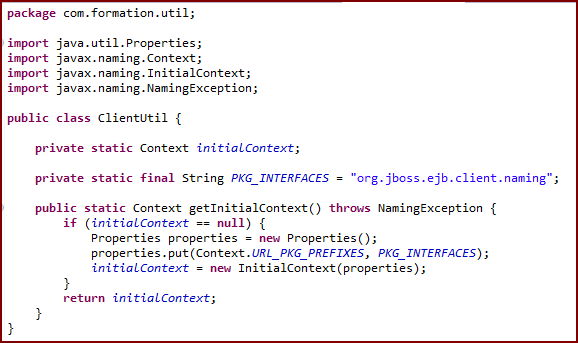 package com.formation.util;
import java.util.Properties;
import javax.naming.Context;
import javax.naming.InitialContext;
import javax.naming.NamingException;
public class ClientUtil {
private static Context initialContext;
private static final String PKG_INTERFACES = "org.jboss.ejb.client.naming";
public static Context getInitialContext() throws NamingException {
if (initialContext == null) {
Properties properties = new Properties();
properties.put(Context.URL_PKG_PREFIXES, PKG_INTERFACES);
initialContext = new InitialContext(properties);
}
return initialContext;
}
}